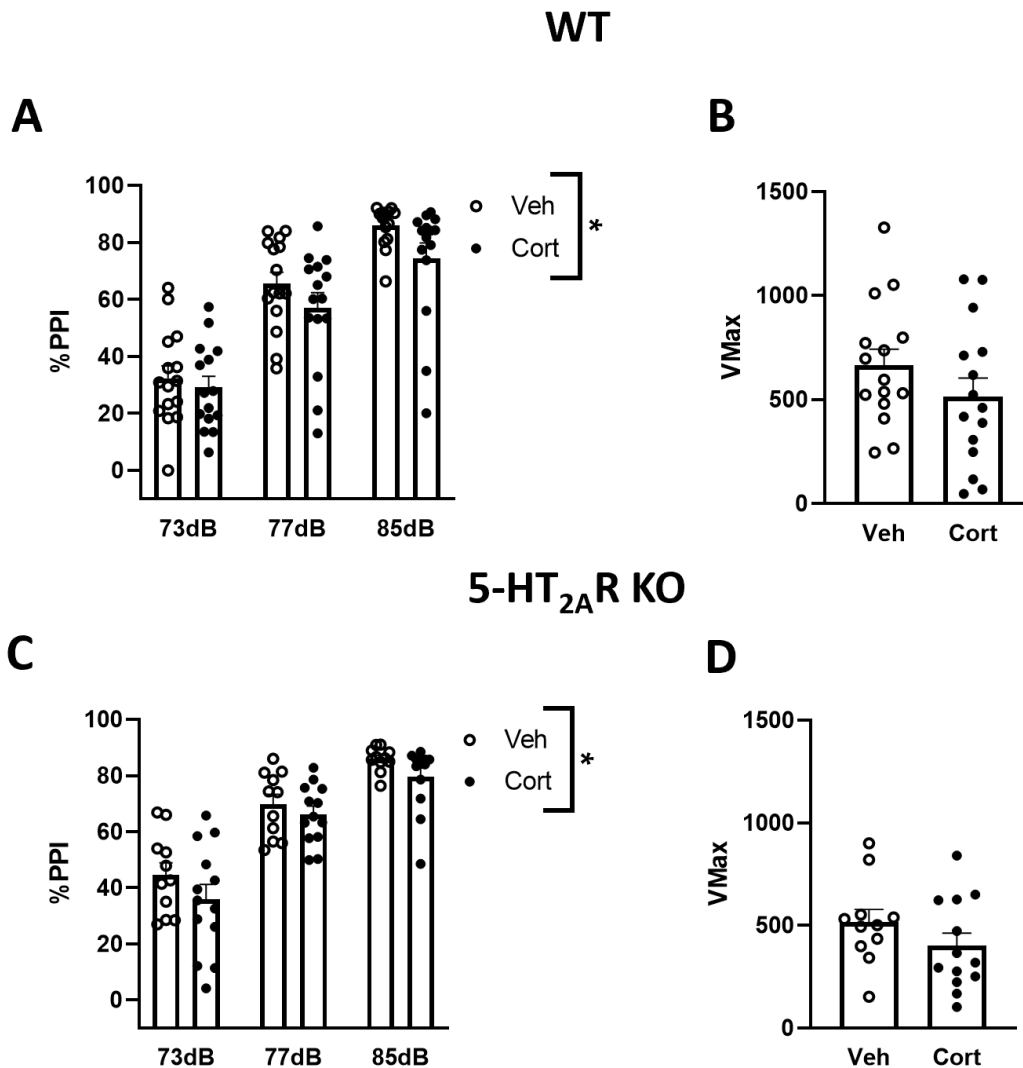 WT
A
B
100
80
60
40
20
0
%PPI
73dB
77dB
85dB
Veh
Cort
*
1500
1000
500
0
VMax
Veh
Cort
5-HT2AR KO
C
D
100
80
60
40
20
0
%PPI
73dB
77dB
85dB
Veh
Cort
*
1500
1000
500
0
VMax
Veh
Cort